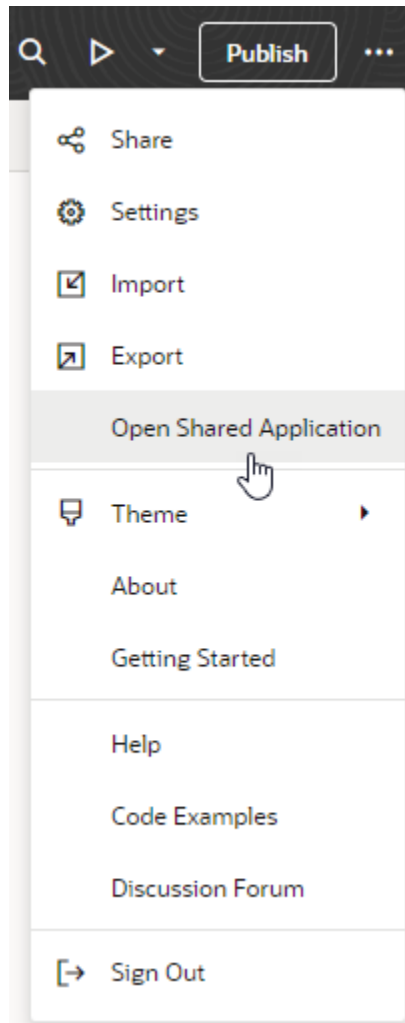 Publish
Share
Settings
Import
Export
Open Shared Application
Theme
About
Getting Started
Help
Code Examples
Discussion Forum
Sign Out